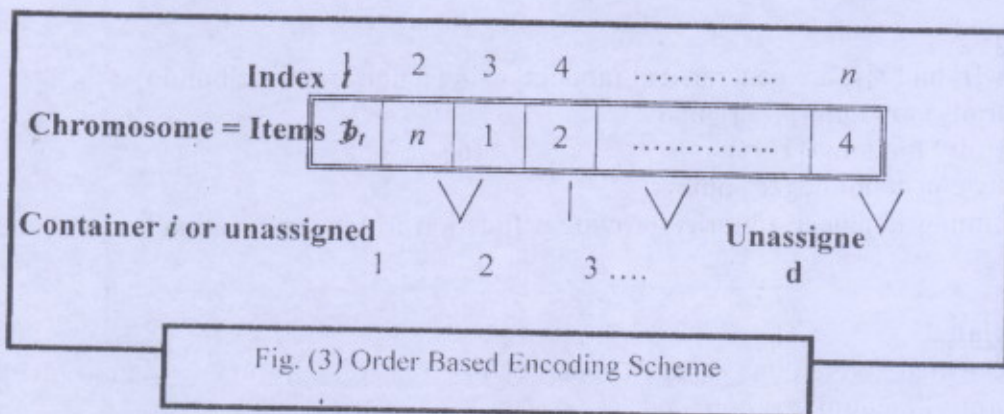 Index t 1 2 3 4 ................ n
Chromosome = Items b_t n 1 2 ................ 4
Container i or unassigned Unassigne
1 2 3 .... d
Fig. (3) Order Based Encoding Scheme